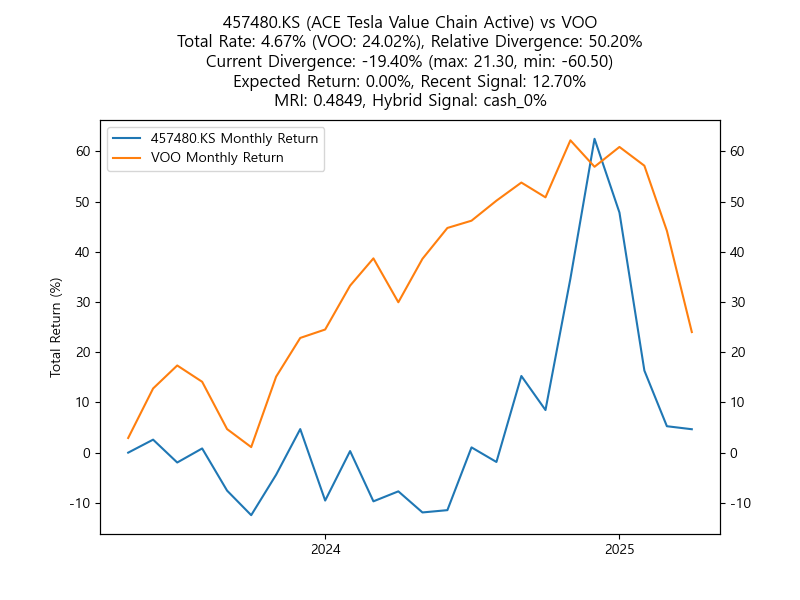 457480.KS (ACE Tesla Value Chain Active) vs VOO
Total Rate: 4.67% (VOO: 24.02%), Relative Divergence: 50.20%
Current Divergence: -19.40% (max: 21.30, min: -60.50)
Expected Return: 0.00%, Recent Signal: 12.70%
MRI: 0.4849, Hybrid Signal: cash_0%
457480.KS Monthly Return
VOO Monthly Return
60 60
50 50
40 40
30 30
20 20
10 10
0 0
-10 -10
Total Return (%)
2024 2025